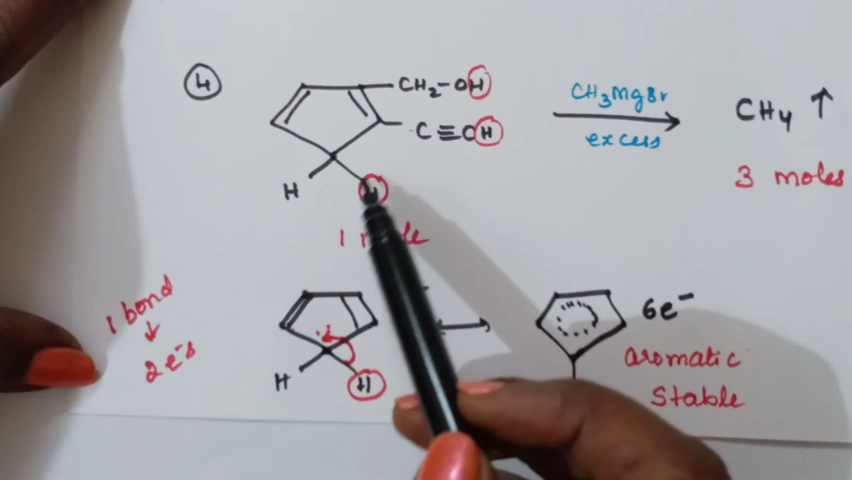 4
CH2-OH
C≡CH
H
CH3MgBr
excess
CH4 ↑
3 moles
1 bond
↓
2e-s
H
H
6e-
aromatic
stable